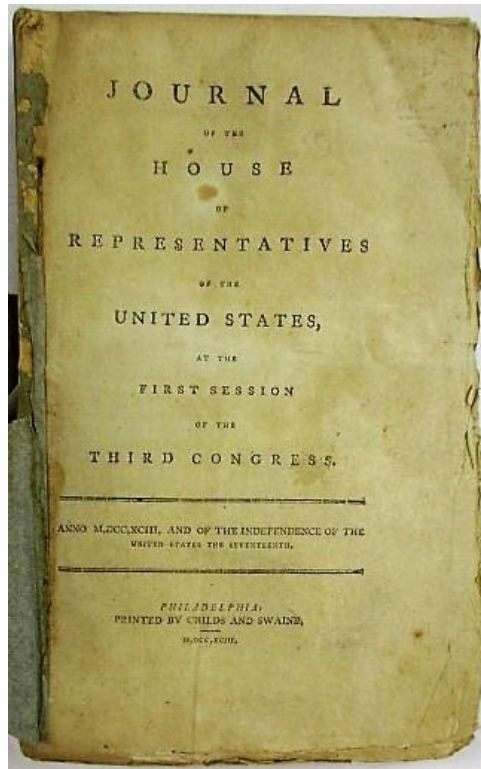 JOURNAL
OF THE
HOUSE
OF
REPRESENTATIVES
OF THE
UNITED STATES,
AT THE
FIRST SESSION
OF THE
THIRD CONGRESS.
ANNO M,DCC,XCIII, AND OF THE INDEPENDENCE OF THE
UNITED STATES THE SEVENTEENTH.
PHILADELPHIA:
PRINTED BY CHILDS AND SWAINE,
M,DCC,XCIII.